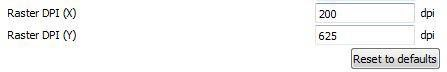 Raster DPI (X) 200 dpi
Raster DPI (Y) 625 dpi
Reset to defaults